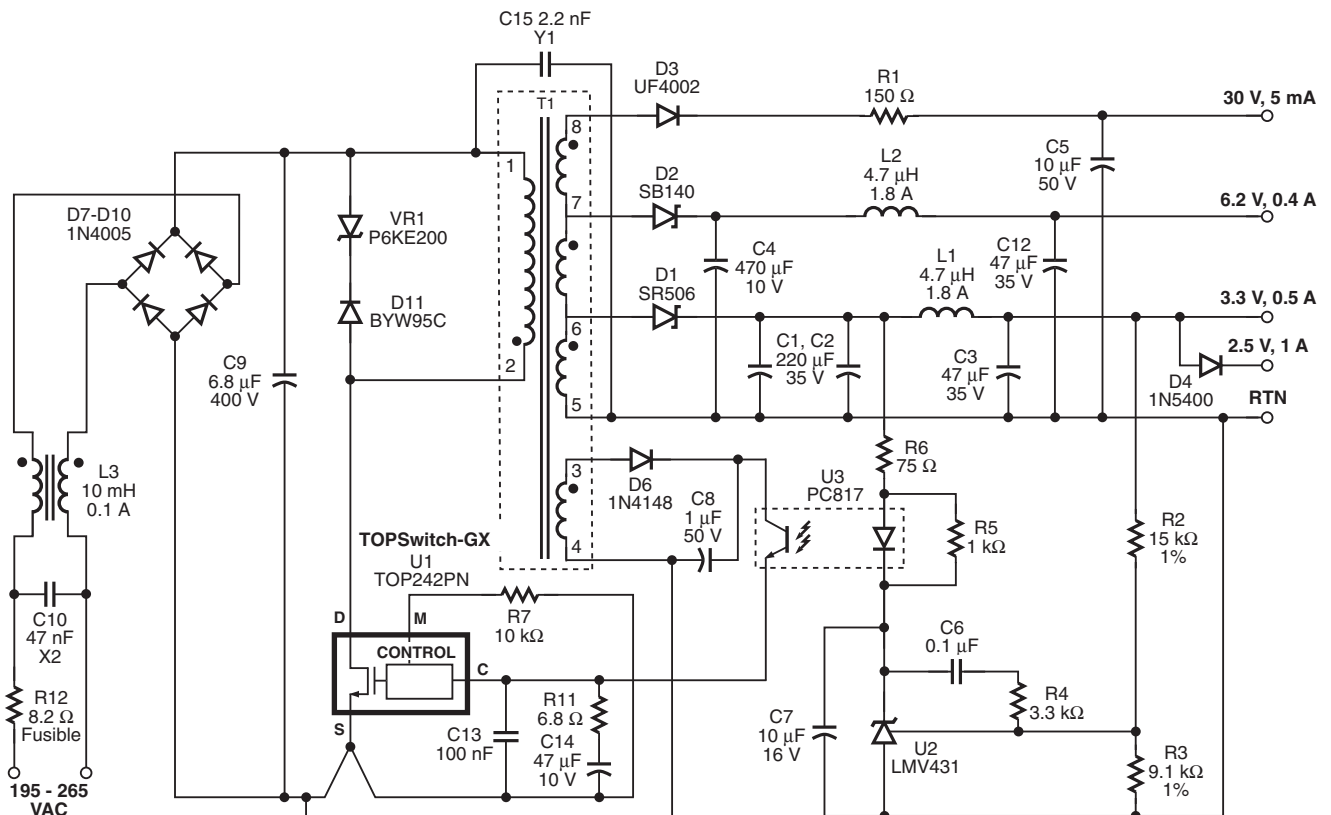 C15 2.2 nF
Y1
D3
UF4002
R1
150 Ω
30 V, 5 mA
T1
8
1
C5
10 µF
50 V
D2
SB140
L2
4.7 µH
1.8 A
7
6.2 V, 0.4 A
D7-D10
1N4005
VR1
P6KE200
C4
470 µF
10 V
C12
47 µF
35 V
D1
SR506
L1
4.7 µH
1.8 A
D11
BYW95C
6
3.3 V, 0.5 A
2
C9
6.8 µF
400 V
C1, C2
220 µF
35 V
C3
47 µF
35 V
2.5 V, 1 A
D4
1N5400
5
RTN
L3
10 mH
0.1 A
3
D6
1N4148
C8
1 µF
50 V
R6
75 Ω
U3
PC817
R5
1 kΩ
R2
15 kΩ
1%
4
TOPSwitch-GX
U1
TOP242PN
C10
47 nF
X2
D
M
R7
10 kΩ
CONTROL
C
S
C6
0.1 µF
R4
3.3 kΩ
R12
8.2 Ω
Fusible
C13
100 nF
R11
6.8 Ω
C14
47 µF
10 V
C7
10 µF
16 V
U2
LMV431
R3
9.1 kΩ
1%
195 - 265
VAC